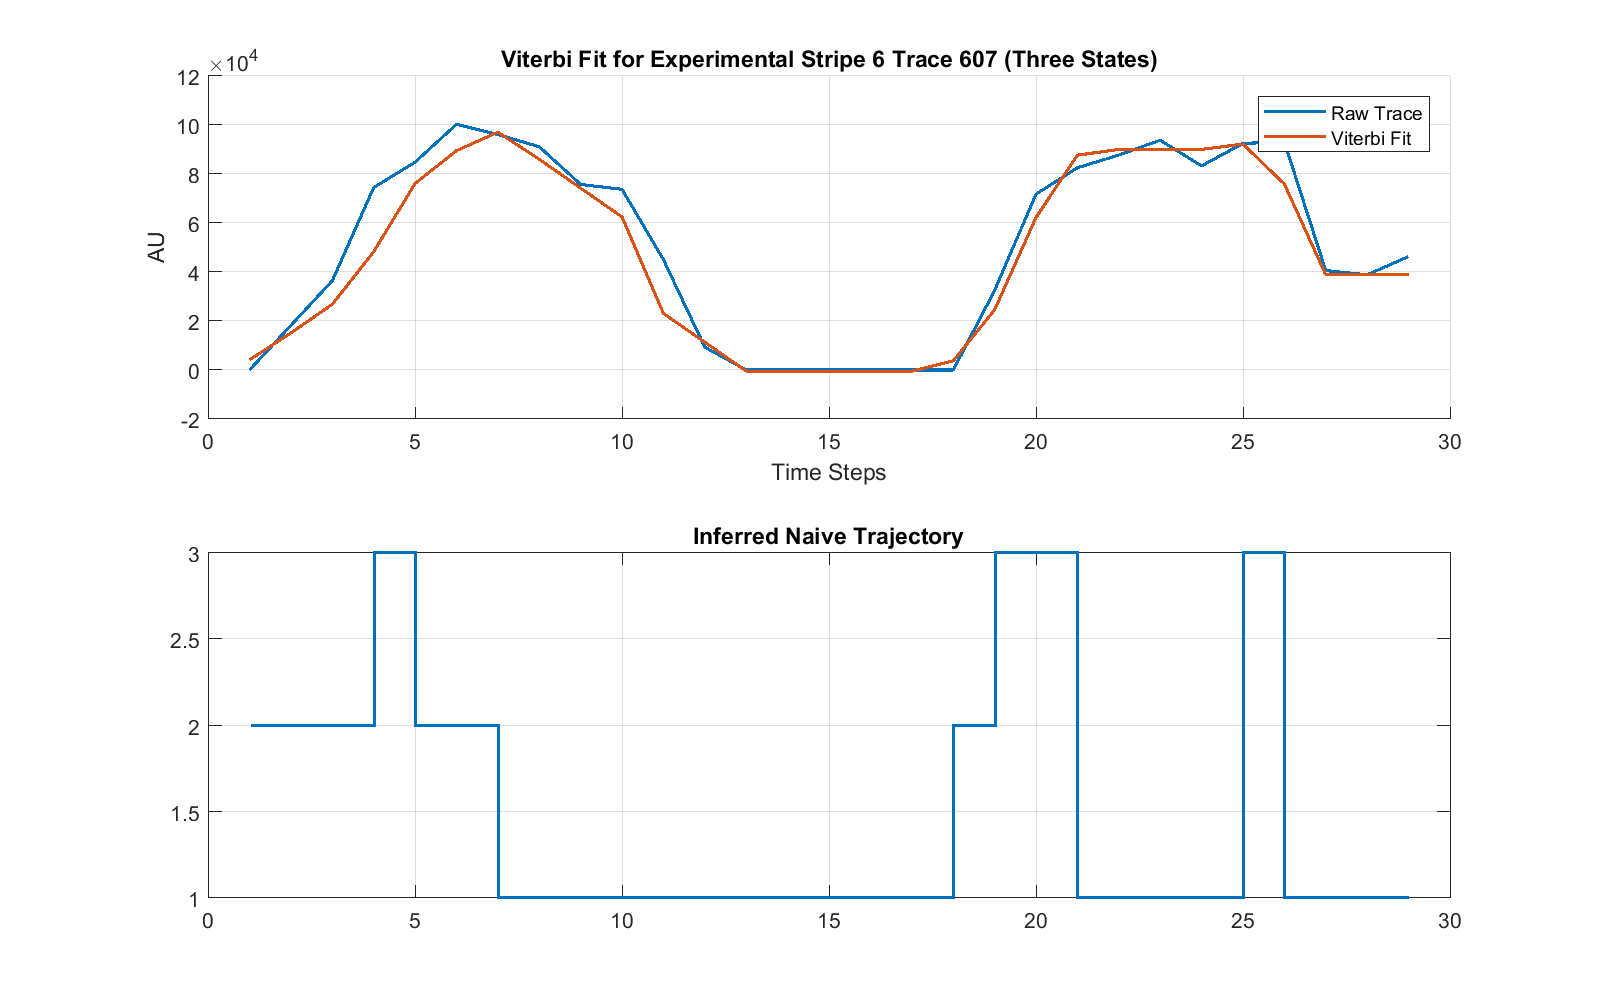 Viterbi Fit for Experimental Stripe 6 Trace 607 (Three States)
×10^4
12
10
8
6
4
2
0
-2
AU
Raw Trace
Viterbi Fit
0 5 10 15 20 25 30
Time Steps
Inferred Naive Trajectory
3
2.5
2
1.5
1
0 5 10 15 20 25 30